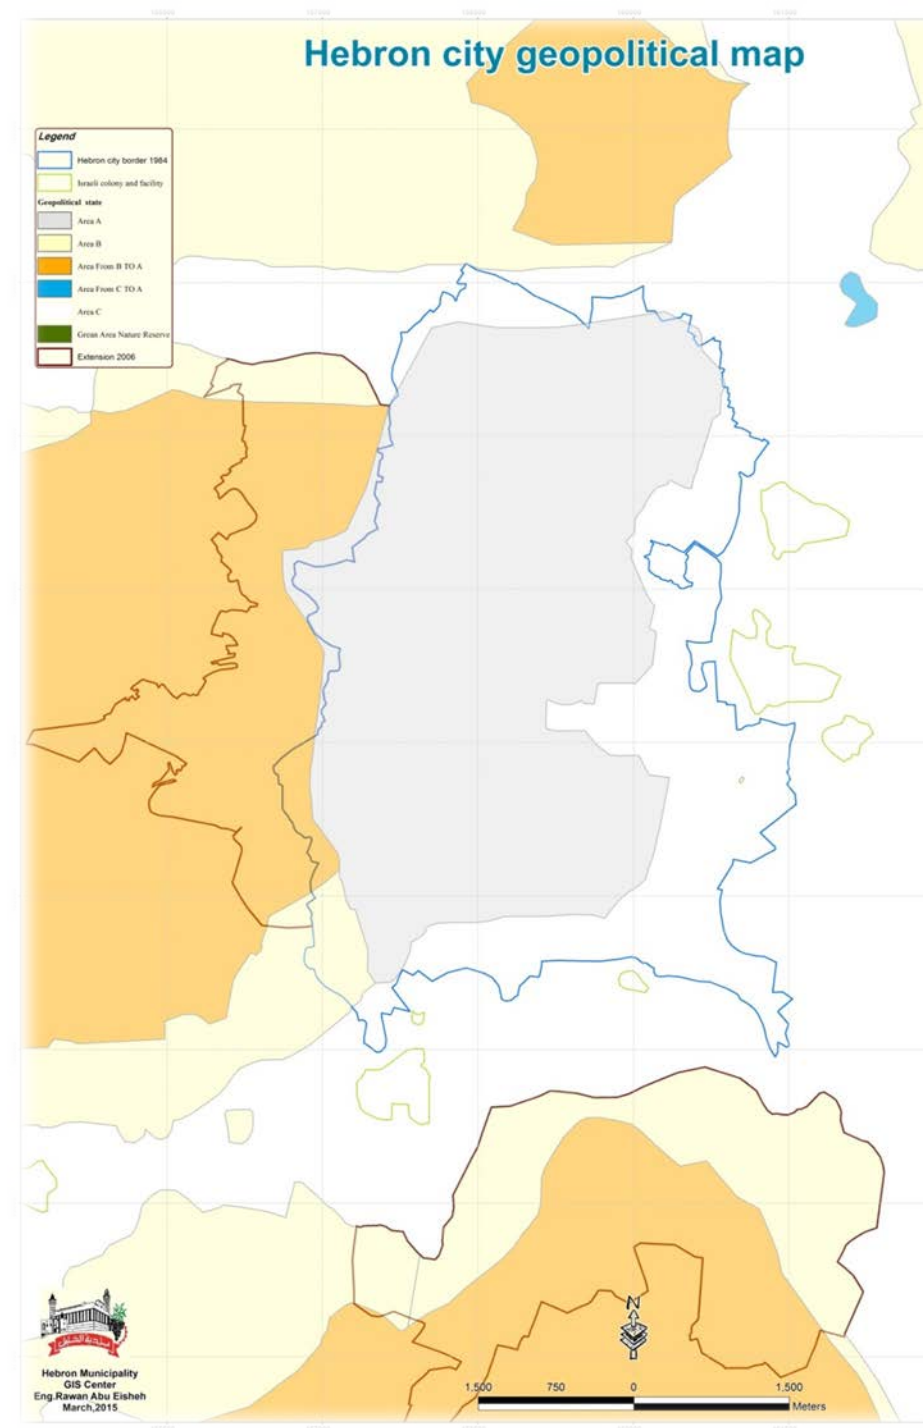 Hebron city geopolitical map
Legend
Hebron city border 1984
Israeli colony and facility
Geopolitical state
Area A
Area B
Area From B TO A
Area From C TO A
Area C
Grean Area Nature Reserve
Extension 2006
Hebron Municipality
GIS Center
Eng.Rawan Abu Eisheh
March,2015
N
1,500 750 0 1,500
Meters